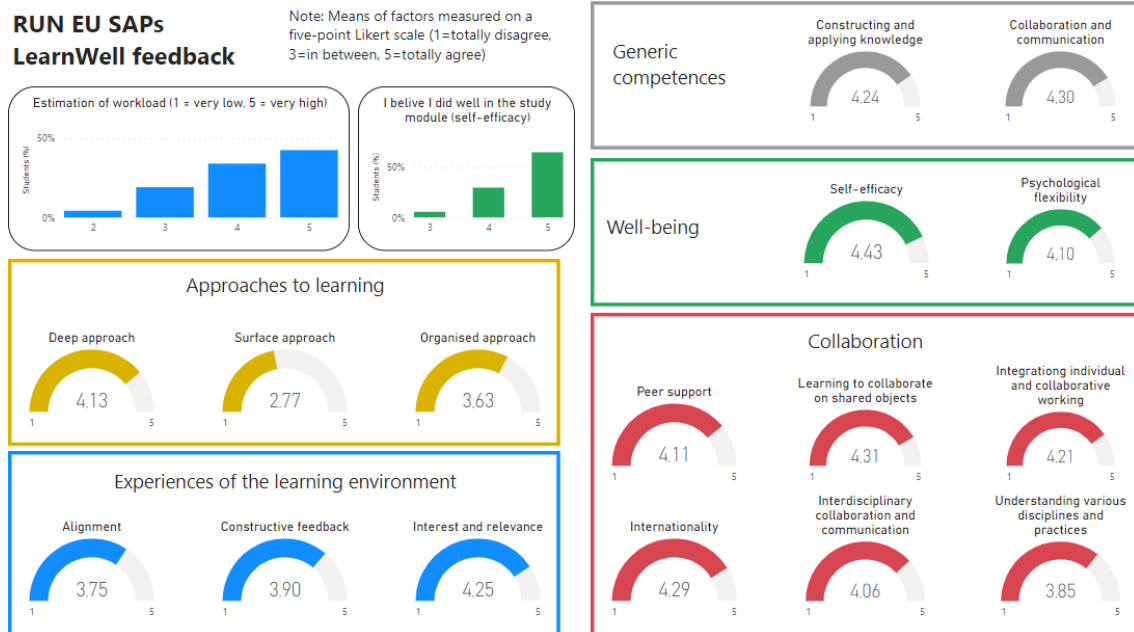 RUN EU SAPs
LearnWell feedback
Note: Means of factors measured on a
five-point Likert scale (1=totally disagree,
3=in between, 5=totally agree)
Estimation of workload (1 = very low, 5 = very high)
Students (%)
50%
0%
2 3 4 5
I belive I did well in the study
module (self-efficacy)
Students (%)
50%
0%
3 4 5
Approaches to learning
Deep approach
4.13
1 5
Surface approach
2.77
1 5
Organised approach
3.63
1 5
Experiences of the learning environment
Alignment
3.75
1 5
Constructive feedback
3.90
1 5
Interest and relevance
4.25
1 5
Generic
competences
Constructing and
applying knowledge
4.24
1 5
Collaboration and
communication
4.30
1 5
Well-being
Self-efficacy
4.43
1 5
Psychological
flexibility
4.10
1 5
Collaboration
Peer support
4.11
1 5
Learning to collaborate
on shared objects
4.31
1 5
Integrationg individual
and collaborative
working
4.21
1 5
Internationality
4.29
1 5
Interdisciplinary
collaboration and
communication
4.06
1 5
Understanding various
disciplines and
practices
3.85
1 5